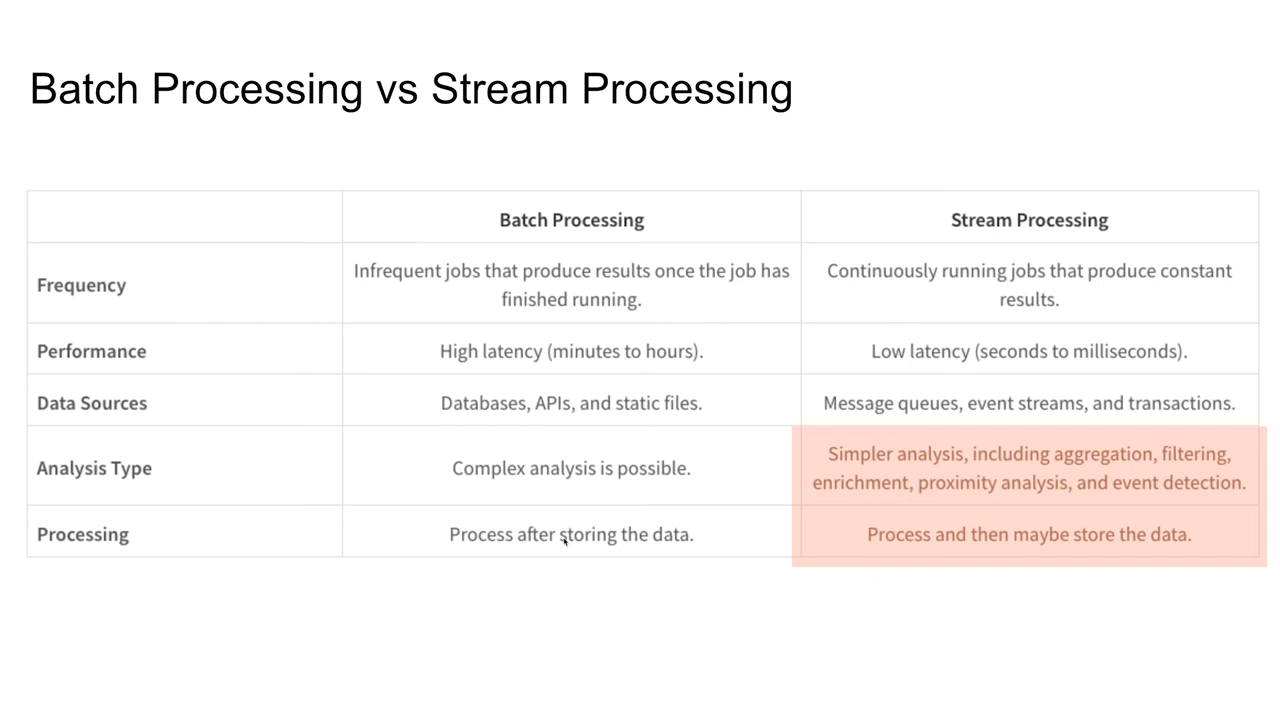 Batch Processing vs Stream Processing
Batch Processing
Stream Processing
Frequency
Infrequent jobs that produce results once the job has
finished running.
Continuously running jobs that produce constant
results.
Performance
High latency (minutes to hours).
Low latency (seconds to milliseconds).
Data Sources
Databases, APIs, and static files.
Message queues, event streams, and transactions.
Analysis Type
Complex analysis is possible.
Simpler analysis, including aggregation, filtering,
enrichment, proximity analysis, and event detection.
Processing
Process after storing the data.
Process and then maybe store the data.